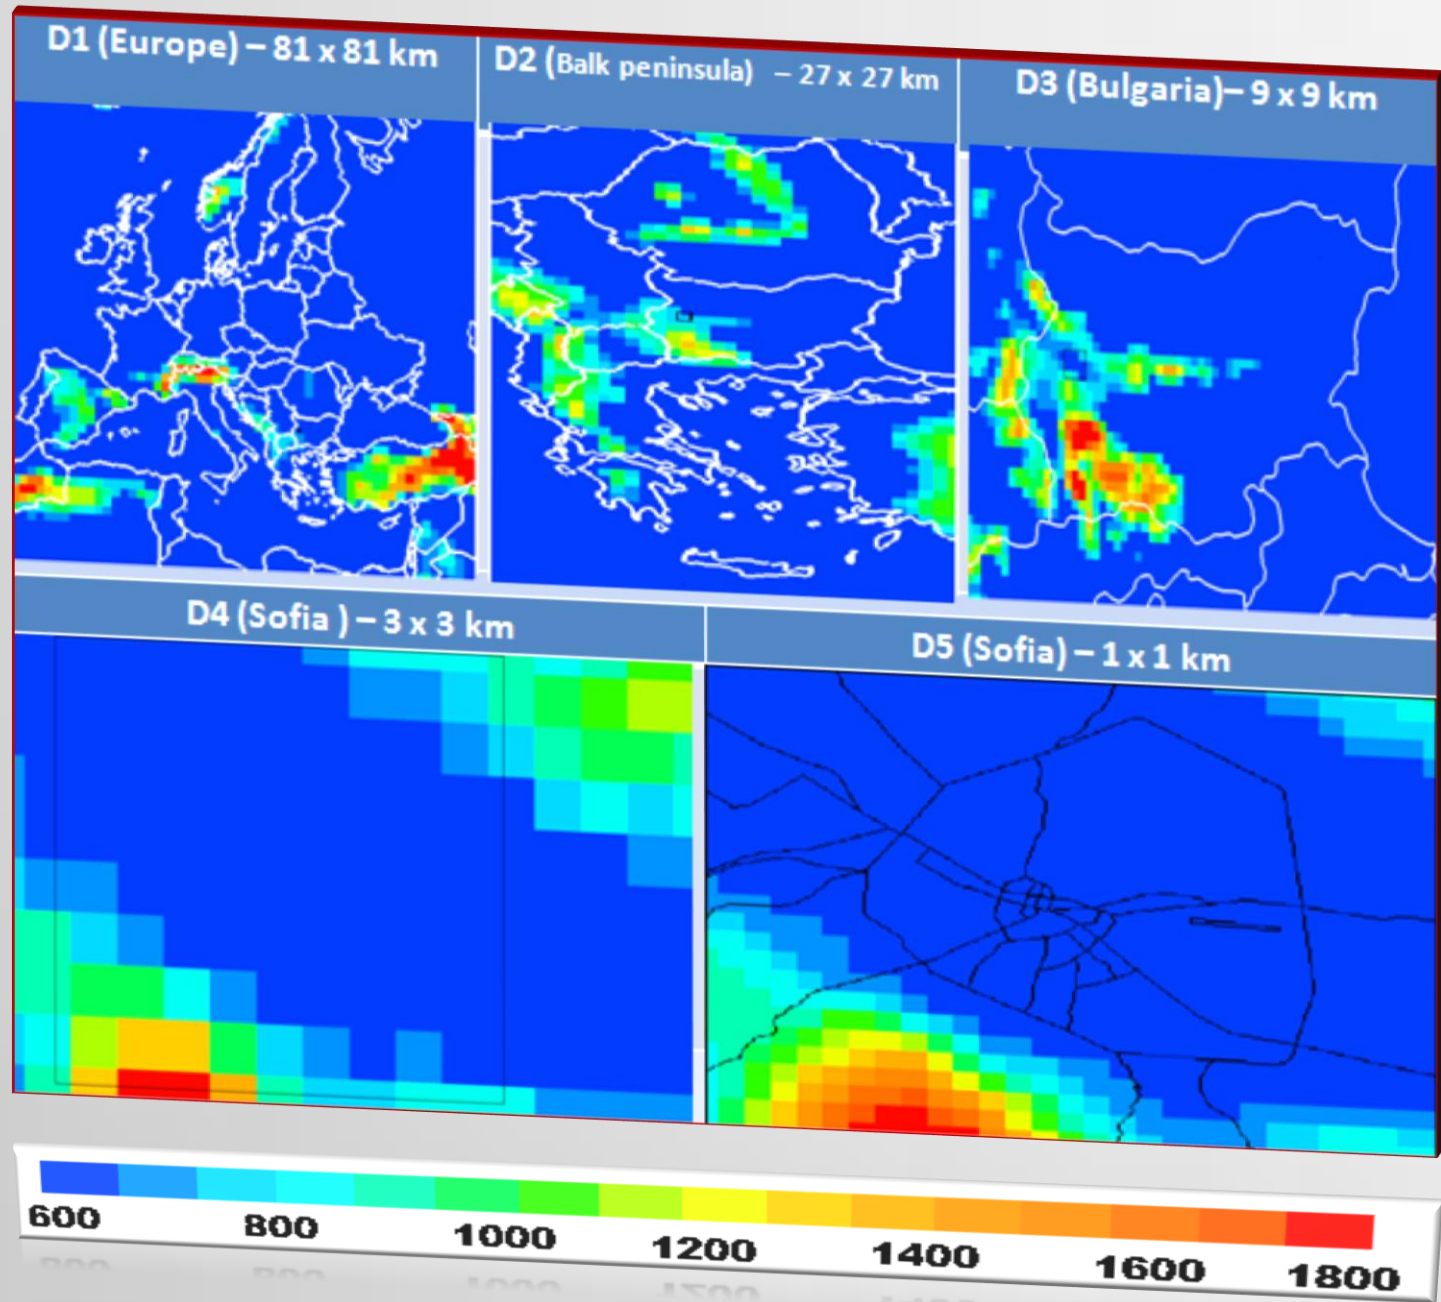 D1 (Europe) – 81 x 81 km
D2 (Balk peninsula) – 27 x 27 km
D3 (Bulgaria)– 9 x 9 km
D4 (Sofia ) – 3 x 3 km
D5 (Sofia) – 1 x 1 km
600 800 1000 1200 1400 1600 1800